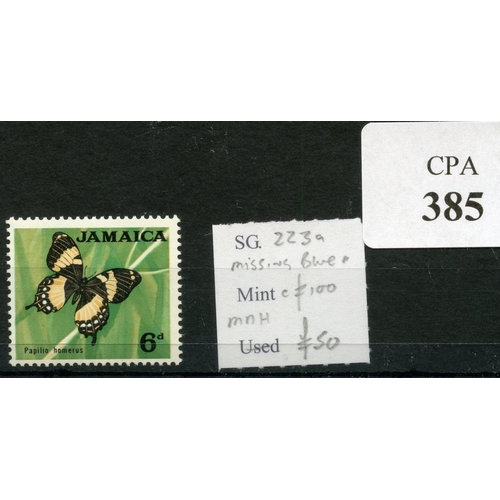 CPA
385
JAMAICA
6d
Papilio homerus
SG. 223a
missing blue
Mint c £100
mnH
Used £50